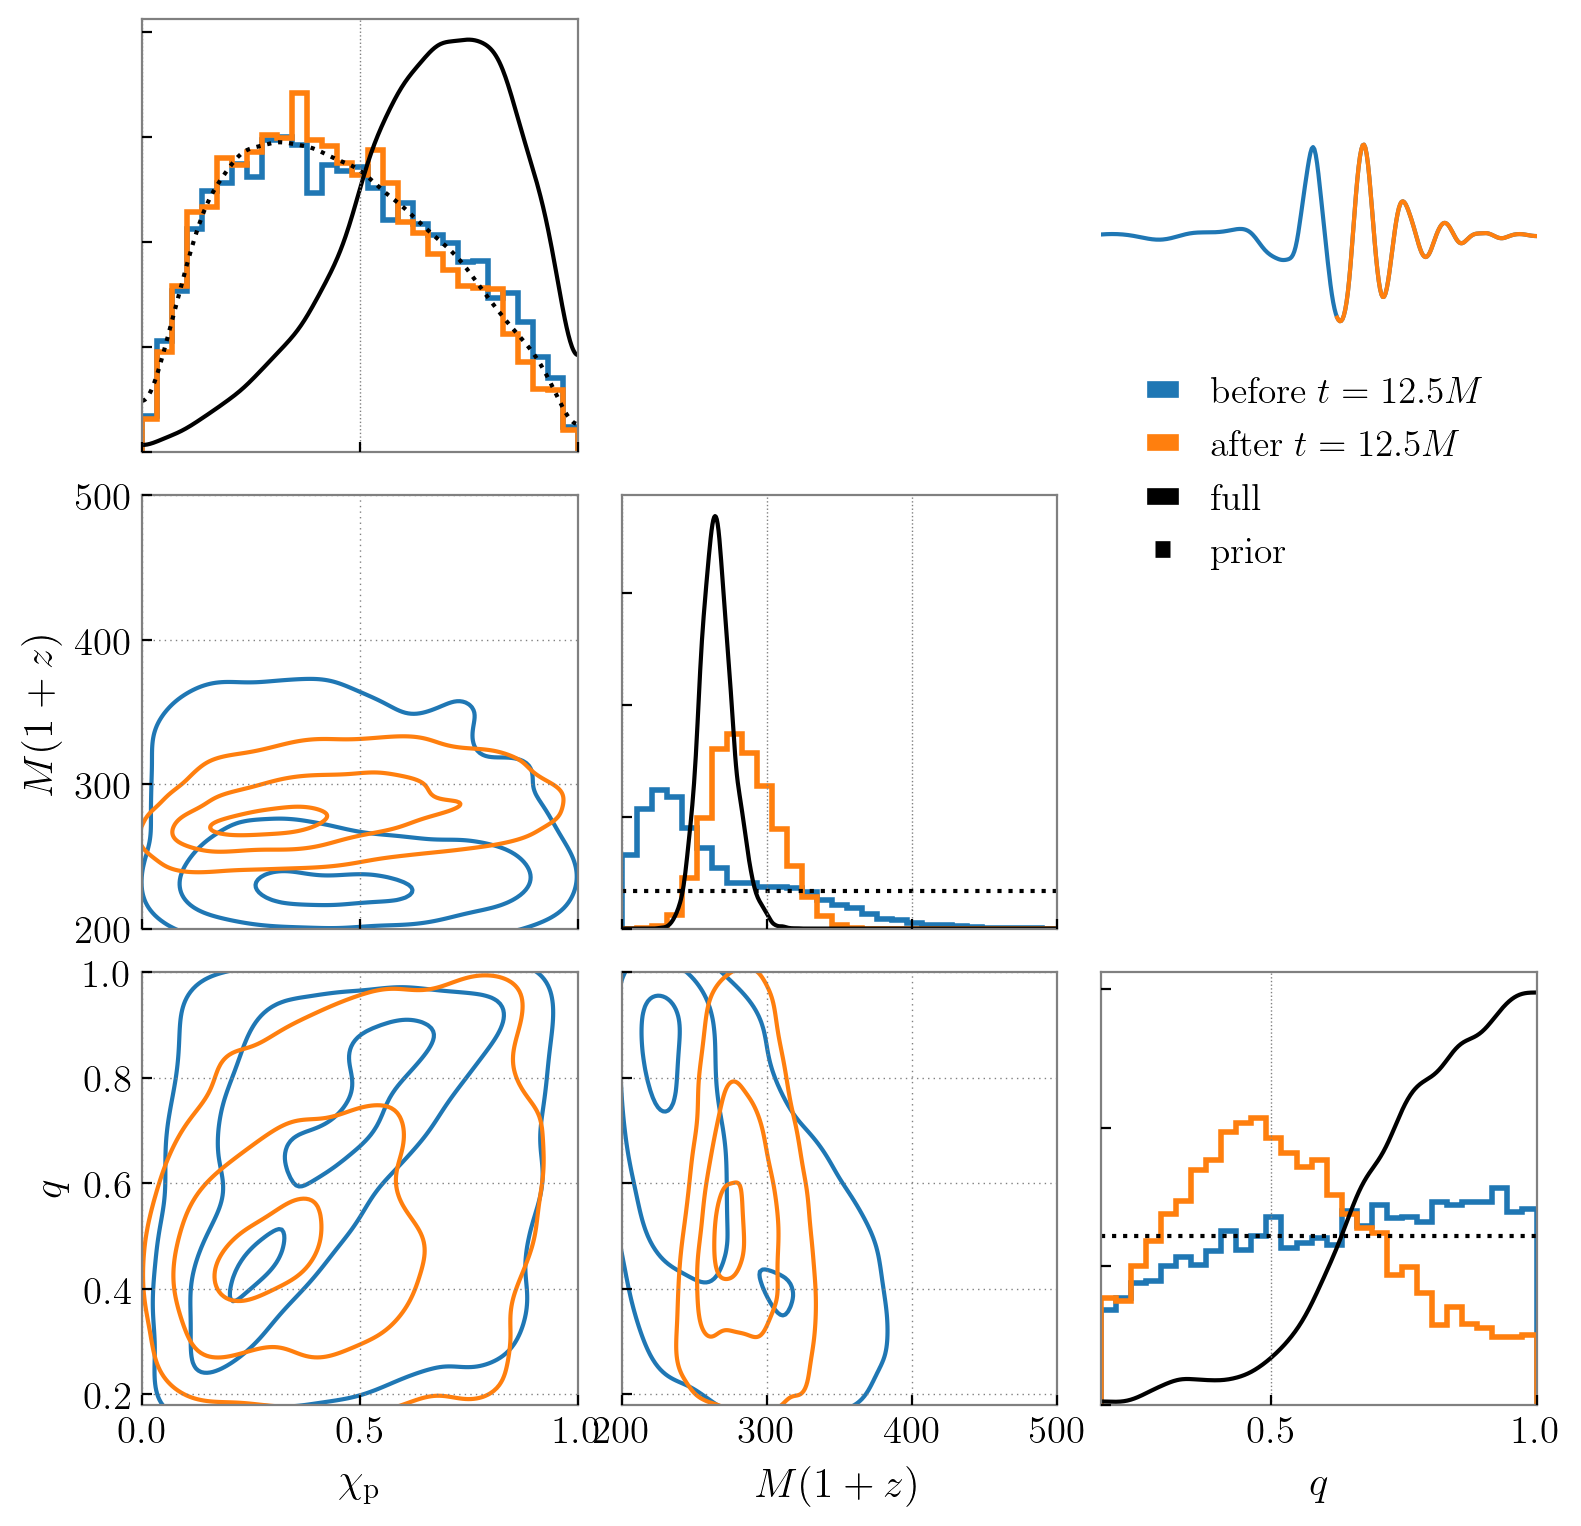 before t = 12.5M
after t = 12.5M
full
prior
500
400
300
200
M(1 + z)
1.0
0.8
0.6
0.4
0.2
q
0.0 0.5 1.0
200 300 400 500
0.5 1.0
χp
M(1 + z)
q